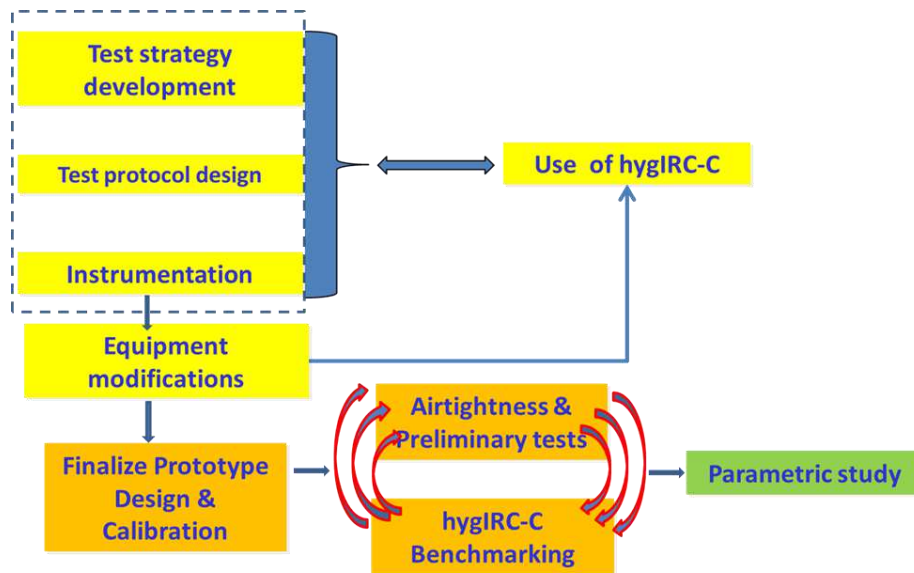 Test strategy
development
Test protocol design
Use of hygIRC-C
Instrumentation
Equipment
modifications
Airtightness &
Preliminary tests
Finalize Prototype
Design &
Calibration
Parametric study
hygIRC-C
Benchmarking